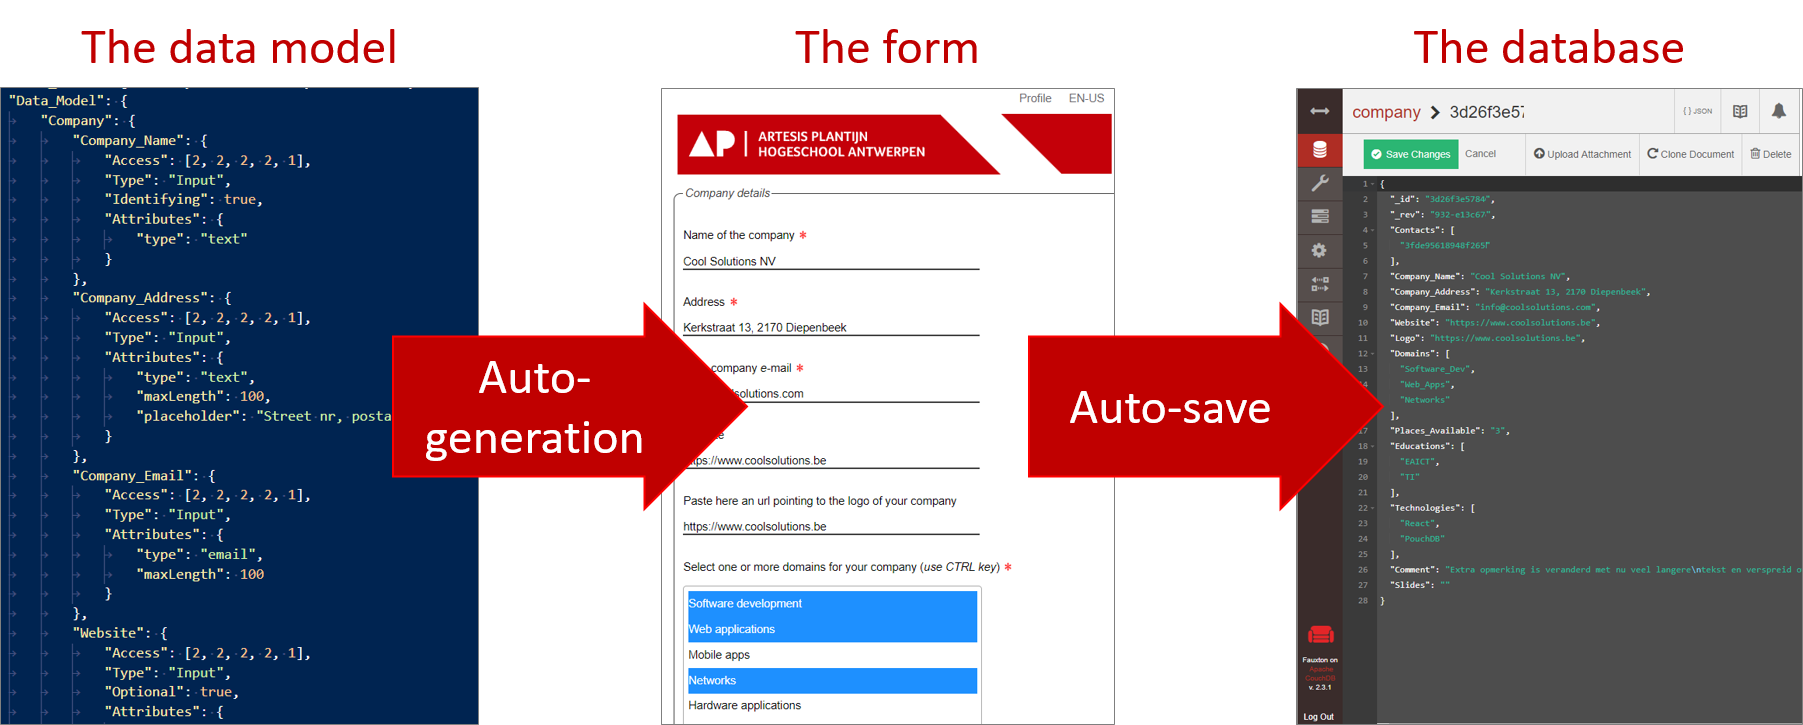 The data model
The form
The database
"Data_Model": {
"Company": {
"Company_Name": {
"Access": [2, 2, 2, 2, 1],
"Type": "Input",
"Identifying": true,
"Attributes": {
"type": "text"
}
},
"Company_Address": {
"Access": [2, 2, 2, 2, 1],
"Type": "Input",
"Attributes": {
"type": "text",
"maxLength": 100,
"placeholder": "Street nr, posta
}
},
"Company_Email": {
"Access": [2, 2, 2, 2, 1],
"Type": "Input",
"Attributes": {
"type": "email",
"maxLength": 100
}
},
"Website": {
"Access": [2, 2, 2, 2, 1],
"Type": "Input",
"Optional": true,
"Attributes": {
Auto-
generation
Profile EN-US
AP ARTESIS PLANTIJN
HOGESCHOOL ANTWERPEN
Company details
Name of the company *
Cool Solutions NV
Address *
Kerkstraat 13, 2170 Diepenbeek
company e-mail *
solutions.com
https://www.coolsolutions.be
Paste here an url pointing to the logo of your company
https://www.coolsolutions.be
Select one or more domains for your company (use CTRL key) *
Software development
Web applications
Mobile apps
Networks
Hardware applications
Auto-save
company > 3d26f3e57
{ } JSON
Save Changes Cancel Upload Attachment Clone Document Delete
1 {
2 "_id": "3d26f3e5784",
3 "_rev": "932-e13c67",
4 "Contacts": [
5 "3fde95618948f265f"
6 ],
7 "Company_Name": "Cool Solutions NV",
8 "Company_Address": "Kerkstraat 13, 2170 Diepenbeek",
9 "Company_Email": "info@coolsolutions.com",
10 "Website": "https://www.coolsolutions.be",
11 "Logo": "https://www.coolsolutions.be",
12 "Domains": [
13 "Software_Dev",
14 "Web_Apps",
"Networks"
],
17 "Places_Available": "3",
18 "Educations": [
19 "EAICT",
20 "TI"
21 ],
22 "Technologies": [
23 "React",
24 "PouchDB"
25 ],
26 "Comment": "Extra opmerking is veranderd met nu veel langere\ntekst en verspreid o
27 "Slides": ""
28 }
Fauxton on
Apache
CouchDB
v. 2.3.1
Log Out